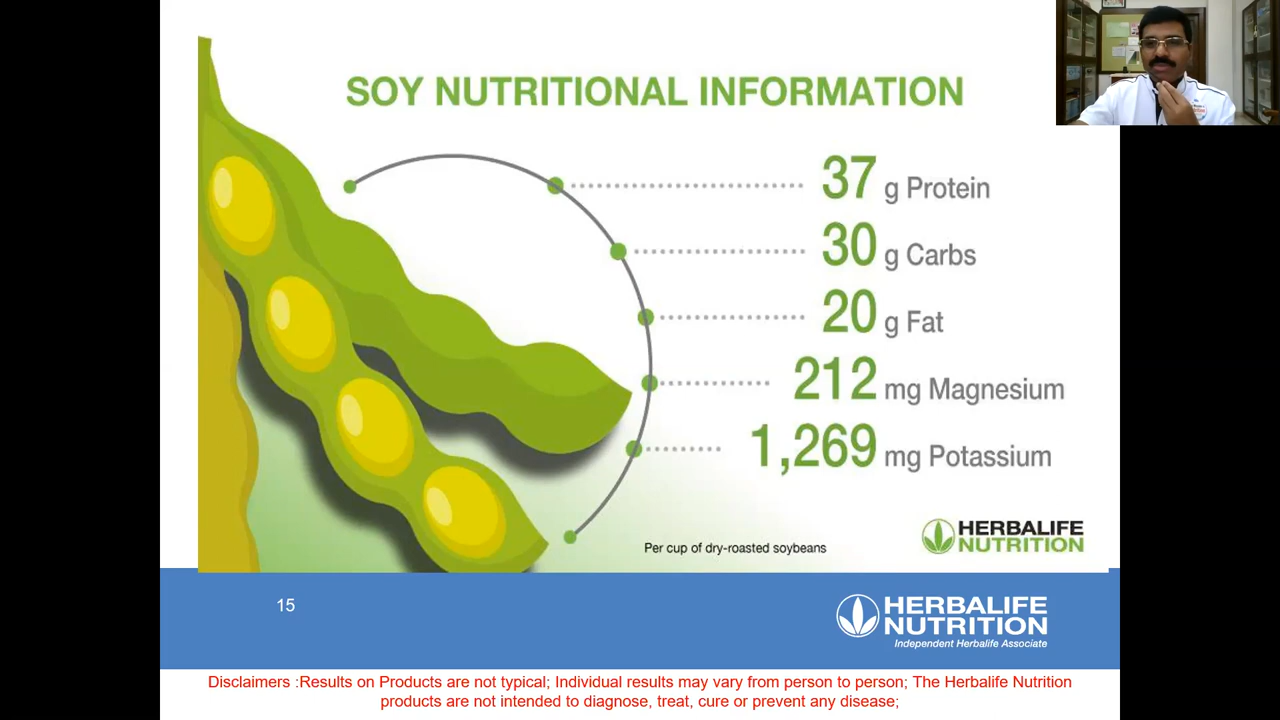 SOY NUTRITIONAL INFORMATION
37 g Protein
30 g Carbs
20 g Fat
212 mg Magnesium
1,269 mg Potassium
Per cup of dry-roasted soybeans
HERBALIFE
NUTRITION
15
HERBALIFE
NUTRITION
Independent Herbalife Associate
Disclaimers :Results on Products are not typical; Individual results may vary from person to person; The Herbalife Nutrition
products are not intended to diagnose, treat, cure or prevent any disease;